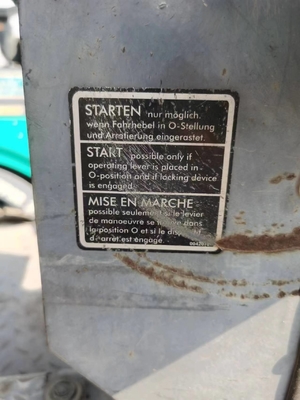 STARTEN nur möglich.
wenn Fahrhebel in O-Stellung
und Arretierung eingerastet.
START possible only if
operating lever is placed in-
O-position and if locking device
is engaged.
MISE EN MARCHE
possible seulement si le levier
de manoeuvre se trouve dans
la position O et si le
d'arret est engagé.